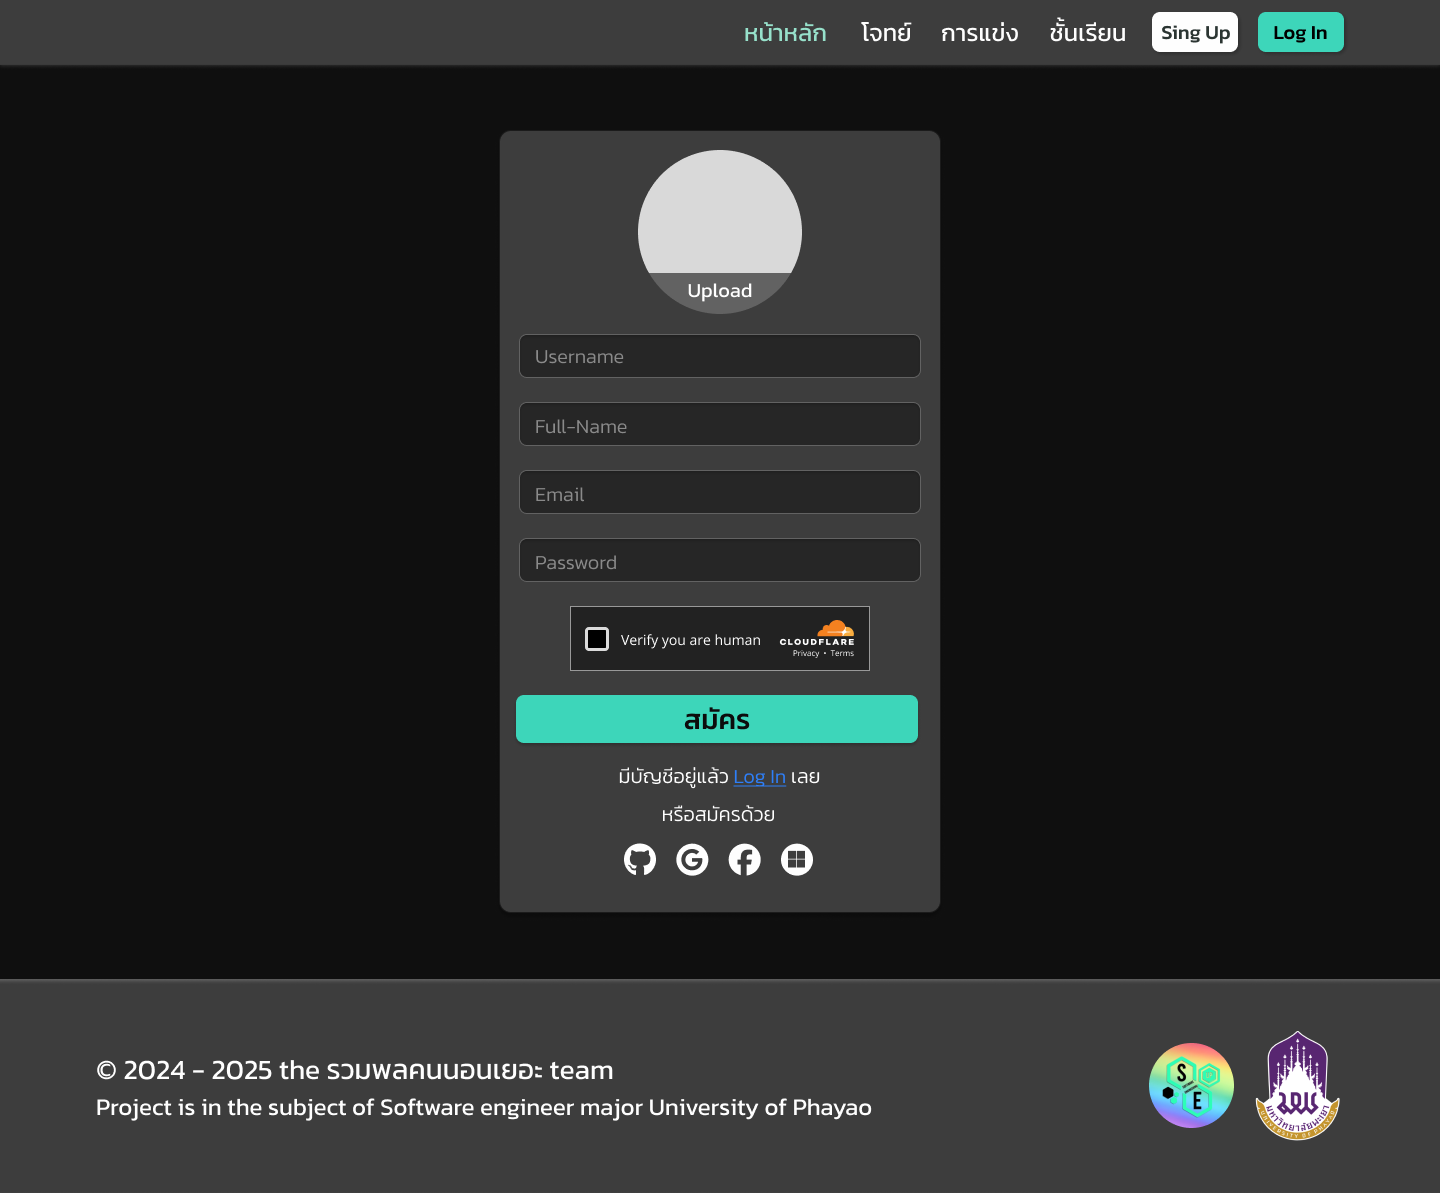 หน้าหลัก โจทย์ การแข่ง ชั้นเรียน Sing Up Log In
Upload
Username
Full-Name
Email
Password
Verify you are human
CLOUDFLARE
Privacy • Terms
สมัคร
มีบัญชีอยู่แล้ว Log In เลย
หรือสมัครด้วย
© 2024 - 2025 the รวมพลคนนอนเยอะ team
Project is in the subject of Software engineer major University of Phayao
S
E
มหาวิทยาลัยพะเยา
UNIVERSITY OF PHAYAO